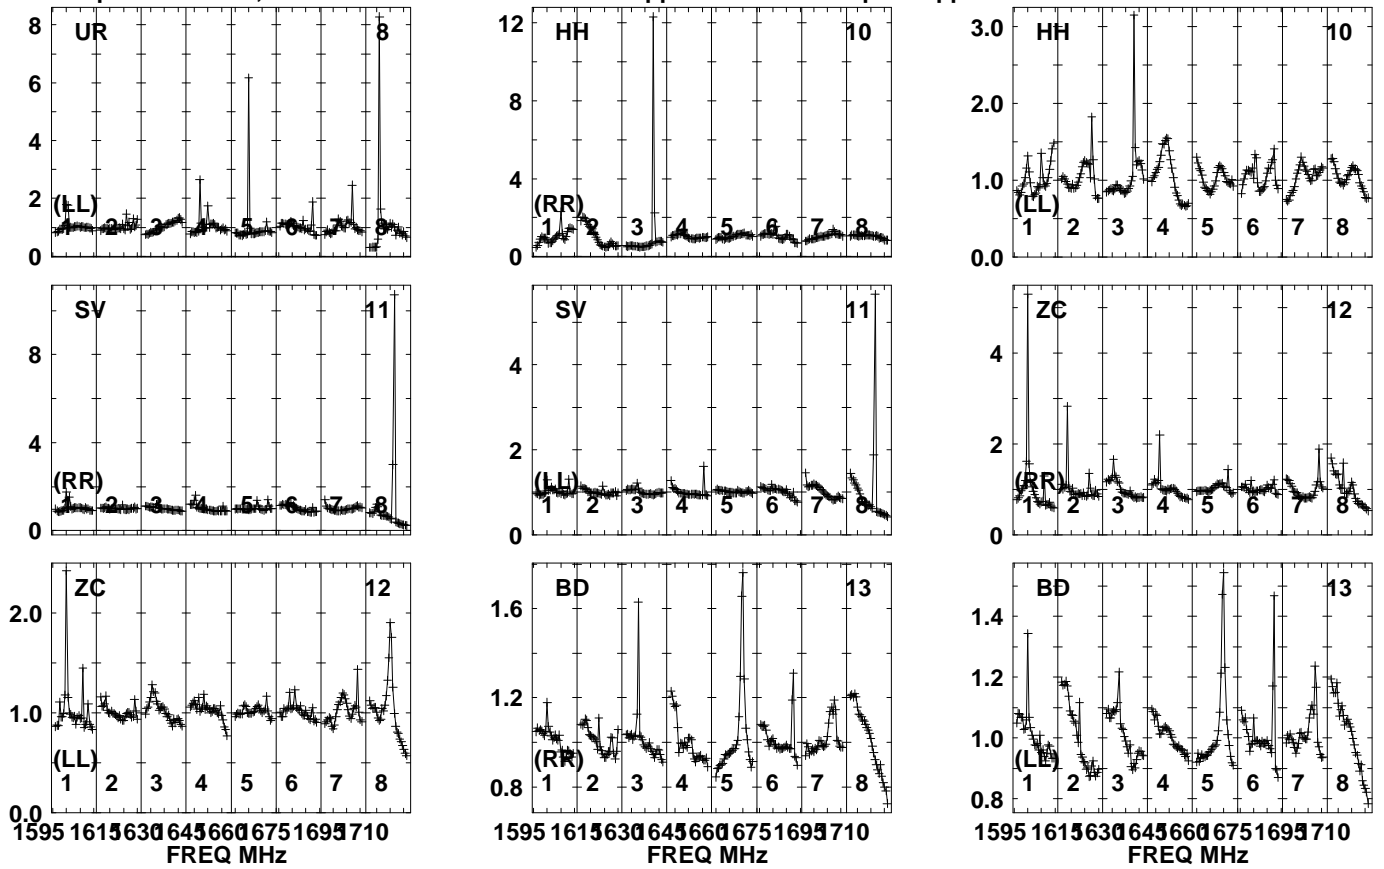 8 UR 8
6
4
2 (LL)
0 1 2 3 4 5 6 7 8
12 HH 10
8
4 (RR)
0 1 2 3 4 5 6 7 8
3.0 HH 10
2.0
1.0 (LL)
0.0 1 2 3 4 5 6 7 8
SV 11
8
4
(RR)
0 1 2 3 4 5 6 7 8
SV 11
4
2 (LL)
0 1 2 3 4 5 6 7 8
ZC 12
4
2 (RR)
0 1 2 3 4 5 6 7 8
ZC 12
2.0
1.0
(LL)
1 2 3 4 5 6 7 8
0.0
BD 13
1.6
1.2
(RR)
0.8 1 2 3 4 5 6 7 8
BD 13
1.4
1.2
1.0 (LL)
0.8 1 2 3 4 5 6 7 8
1595 1615 1630 1645 1660 1675 1695 1710
FREQ MHz
1595 1615 1630 1645 1660 1675 1695 1710
FREQ MHz
1595 1615 1630 1645 1660 1675 1695 1710
FREQ MHz